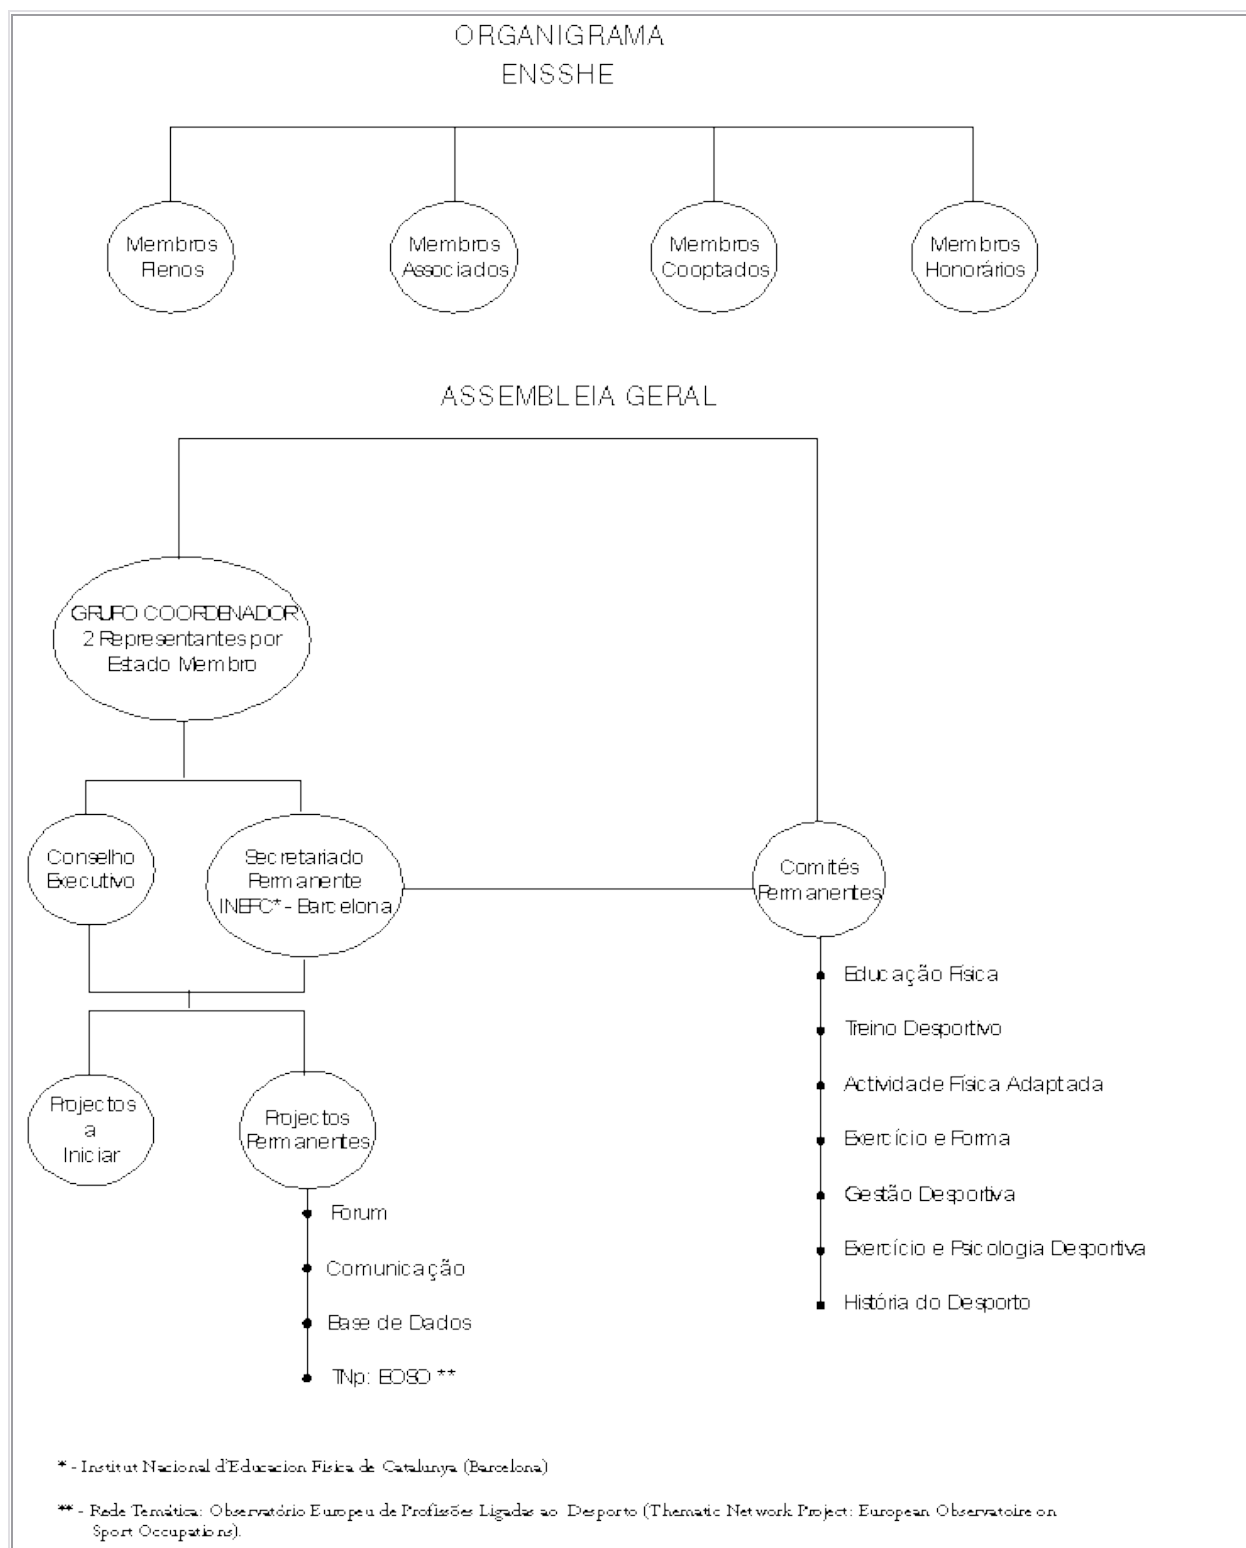 ORGANIGRAMA
ENSSHE
Membros
Plenos
Membros
Associados
Membros
Cooptados
Membros
Honorários
ASSEMBLEIA GERAL
GRUPO COORDENADOR
2 Representantes por
Estado Membro
Conselho
Executivo
Secretariado
Permanente
INEFC* - Barcelona
Comités
Permanentes
Educação Física
Treino Desportivo
Actividade Física Adaptada
Exercício e Forma
Gestão Desportiva
Exercício e Psicologia Desportiva
História do Desporto
Projectos
a
Iniciar
Projectos
Permanentes
Forum
Comunicação
Base de Dados
TNp: EOSO **
* - Institut Nacional d'Educacion Fisica de Catalunya (Barcelona)
** - Rede Temática: Observatório Europeu de Profissões Ligadas ao Desporto (Thematic Network Project: European Observatoire on
Sport Occupations).